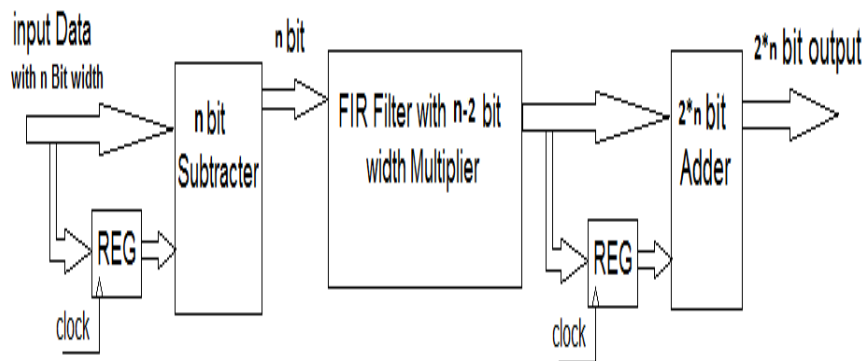 input Data
with n Bit width
n bit
Subtracter
REG
clock
n bit
FIR Filter with n-2 bit
width Multiplier
REG
clock
2*n bit
Adder
2*n bit output